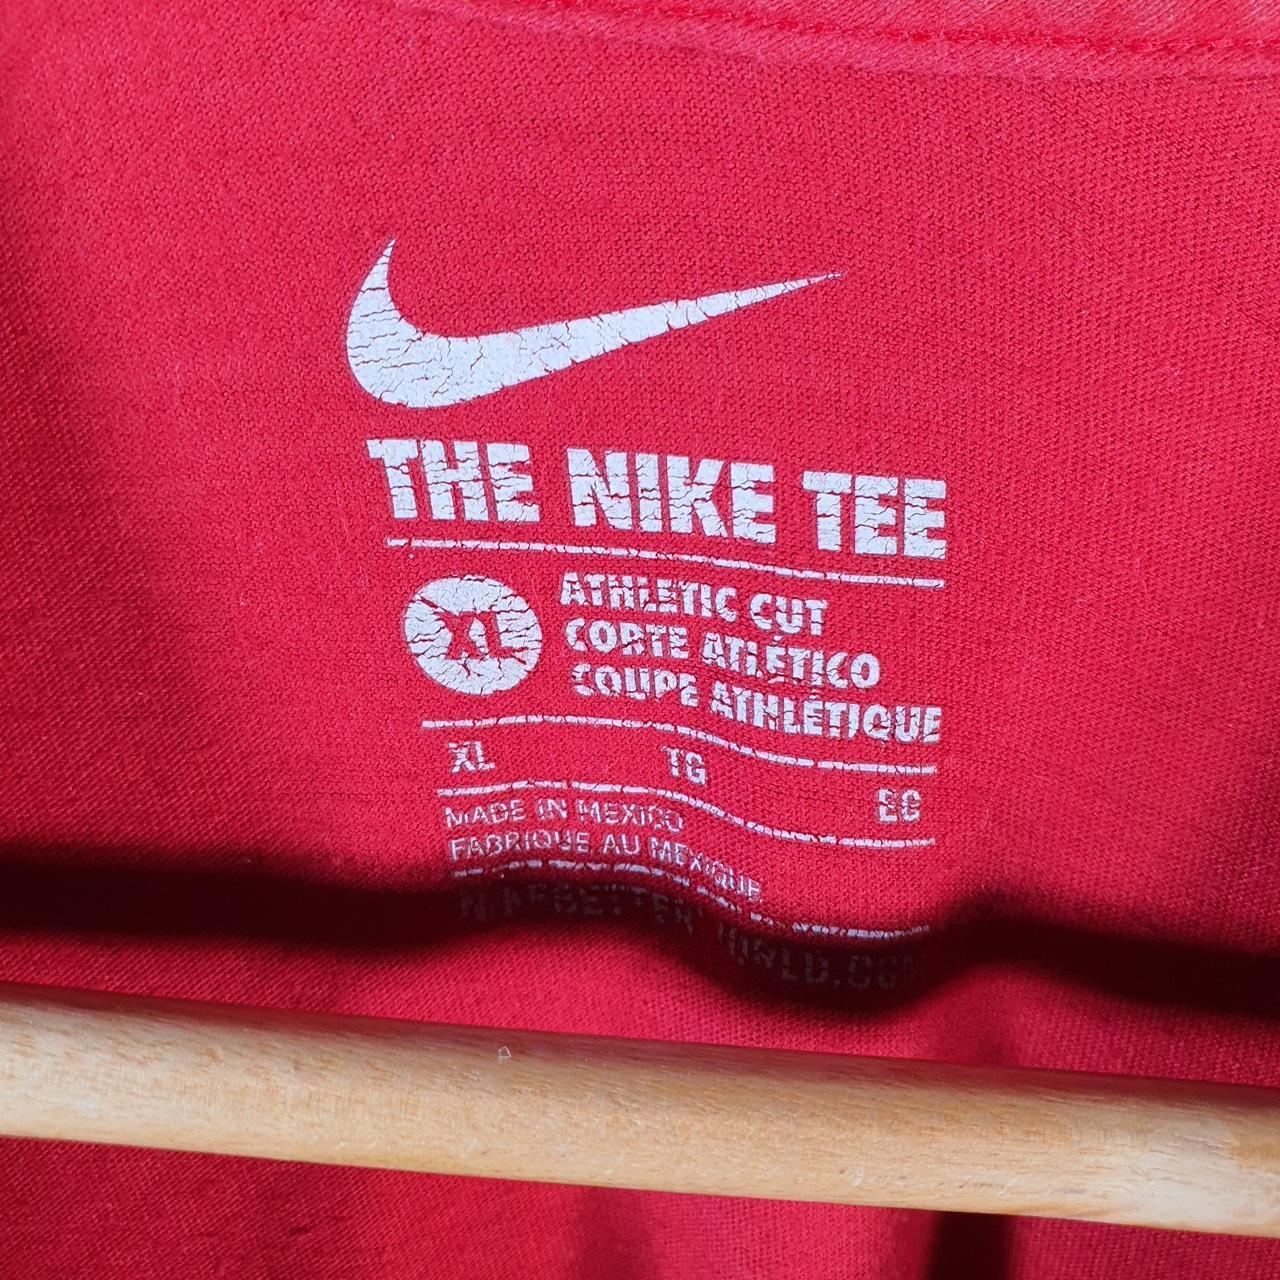 THE NIKE TEE
XL
ATHLETIC CUT
CORTE ATLÉTICO
COUPE ATHLÉTIQUE
XL TG EG
MADE IN MEXICO
FABRIQUE AU MEXIQUE